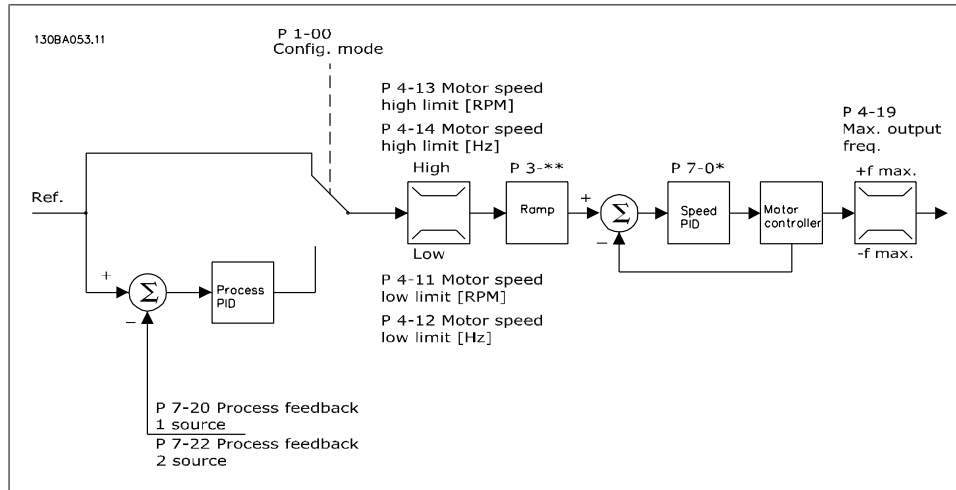 130BA053.11
P 1-00
Config. mode
P 4-13 Motor speed
high limit [RPM]
P 4-14 Motor speed
high limit [Hz]
P 4-19
Max. output
freq.
High
P 3-**
P 7-0*
+f max.
Ref.
Ramp
+
Σ
Speed
PID
Motor
controller
−
Low
-f max.
+
Σ
Process
PID
−
P 4-11 Motor speed
low limit [RPM]
P 4-12 Motor speed
low limit [Hz]
P 7-20 Process feedback
1 source
P 7-22 Process feedback
2 source